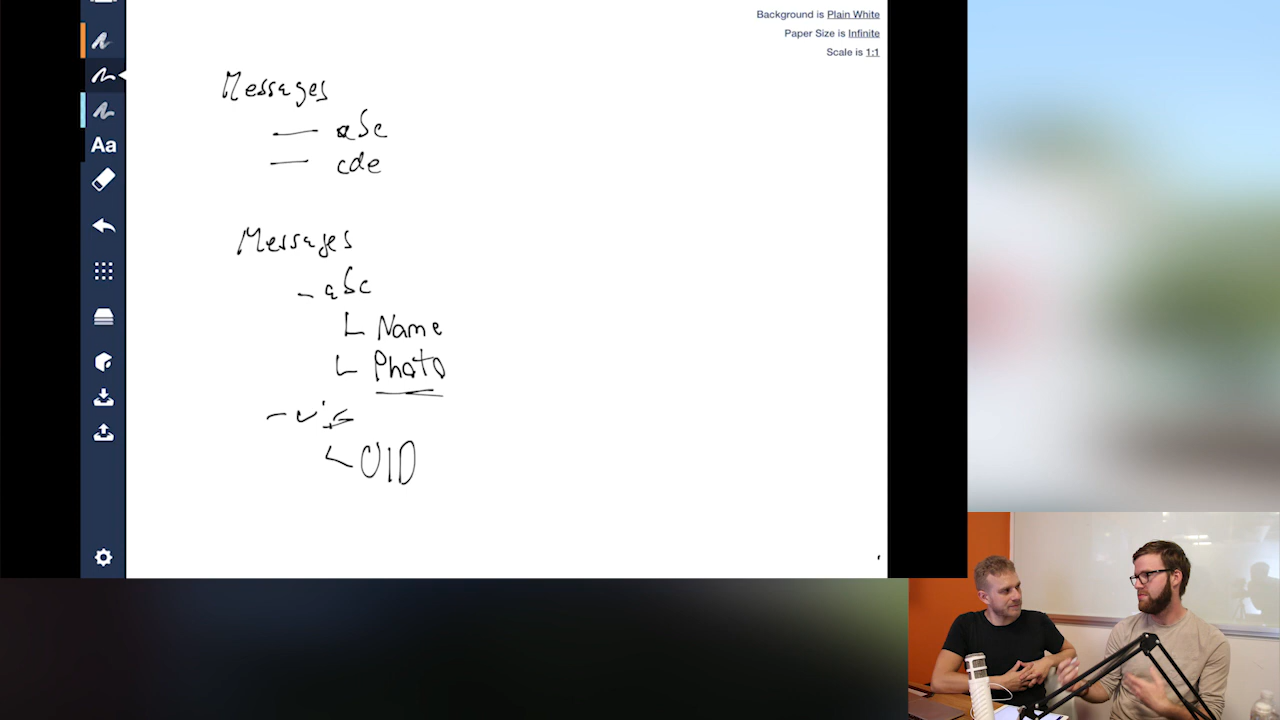 Background is Plain White
Paper Size is Infinite
Scale is 1:1
Aa
Messages
— abc
— cde
Messages
- abc
Name
Photo
UID